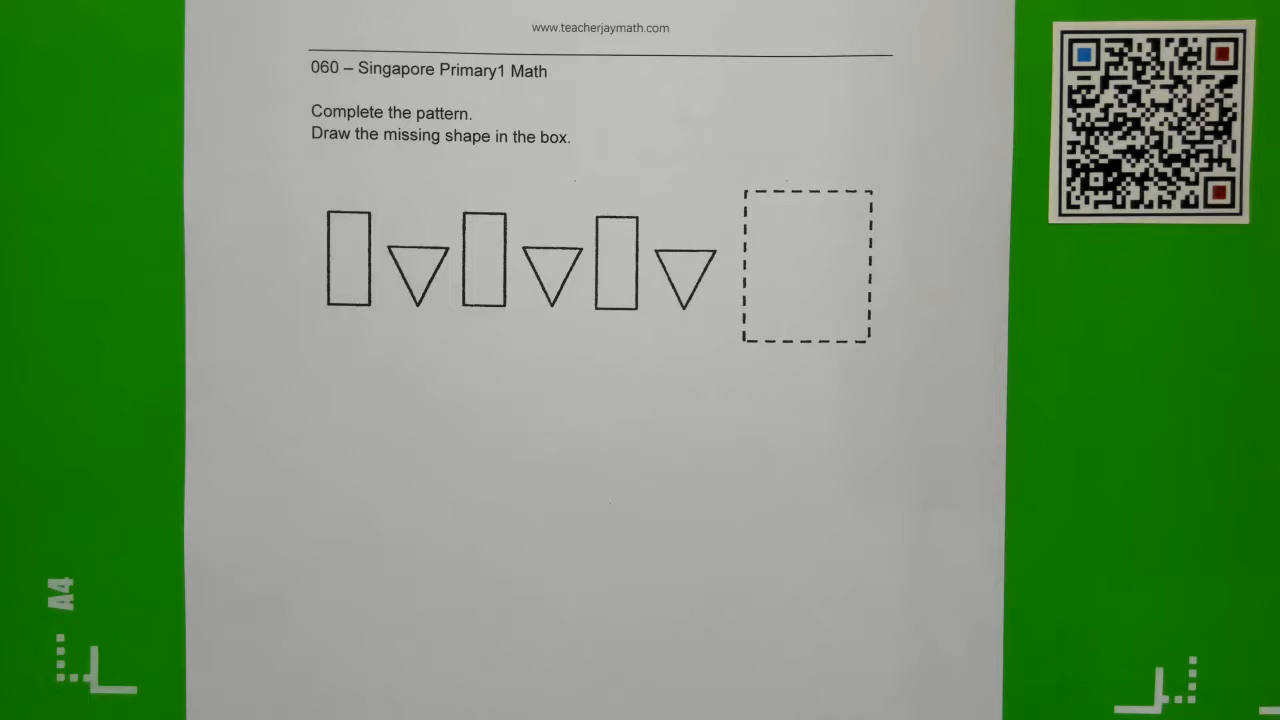 www.teacherjaymath.com
060 – Singapore Primary1 Math
Complete the pattern.
Draw the missing shape in the box.
A4